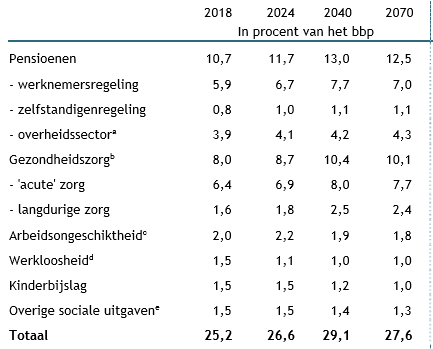 2018 2024 2040 2070
In procent van het bbp
Pensioenen 10,7 11,7 13,0 12,5
- werknemersregeling 5,9 6,7 7,7 7,0
- zelfstandigenregeling 0,8 1,0 1,1 1,1
- overheidssectorᵃ 3,9 4,1 4,2 4,3
Gezondheidszorgᵇ 8,0 8,7 10,4 10,1
- 'acute' zorg 6,4 6,9 8,0 7,7
- langdurige zorg 1,6 1,8 2,5 2,4
Arbeidsongeschiktheidᶜ 2,0 2,2 1,9 1,8
Werkloosheidᵈ 1,5 1,1 1,0 1,0
Kinderbijslag 1,5 1,5 1,2 1,0
Overige sociale uitgavenᵉ 1,5 1,5 1,4 1,3
Totaal 25,2 26,6 29,1 27,6